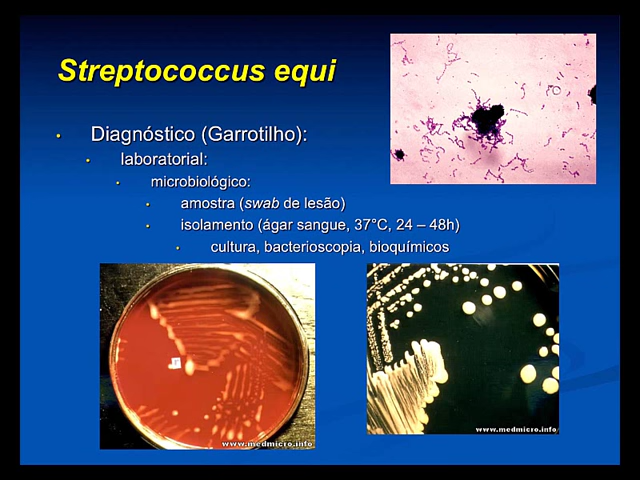 Streptococcus equi
• Diagnóstico (Garrotilho):
• laboratorial:
• microbiológico:
• amostra (swab de lesão)
• isolamento (ágar sangue, 37°C, 24 – 48h)
• cultura, bacterioscopia, bioquímicos
www.medmicro.info
www.medmicro.info